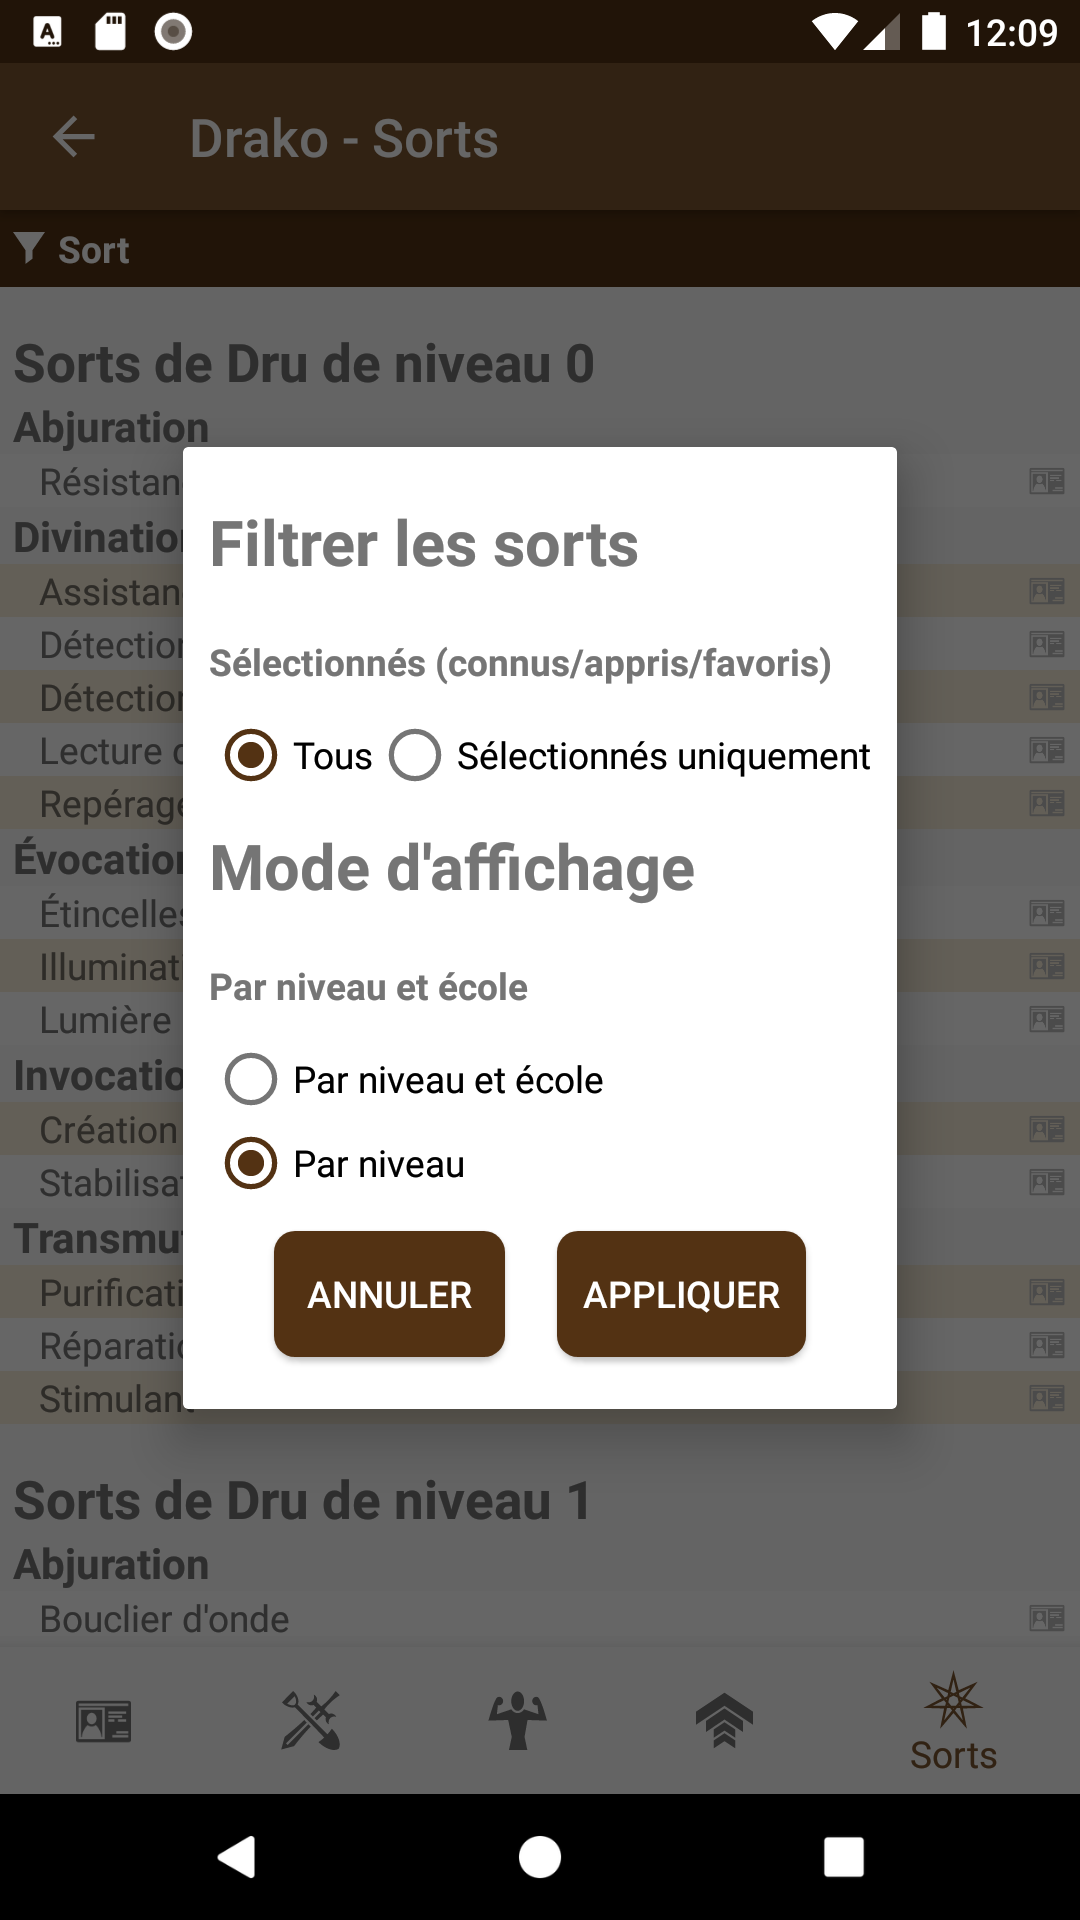 12:09
Drako - Sorts
Sort
Sorts de Dru de niveau 0
Abjuration
Résistan
Divination
Assistan
Détection
Détection
Lecture
Repérage
Évocation
Étincelles
Illuminat
Lumière
Invocatio
Création
Stabilisa
Transmu
Purificati
Réparatio
Stimulant
Filtrer les sorts
Sélectionnés (connus/appris/favoris)
Tous Sélectionnés uniquement
Mode d'affichage
Par niveau et école
Par niveau et école
Par niveau
ANNULER APPLIQUER
Sorts de Dru de niveau 1
Abjuration
Bouclier d'onde
Sorts